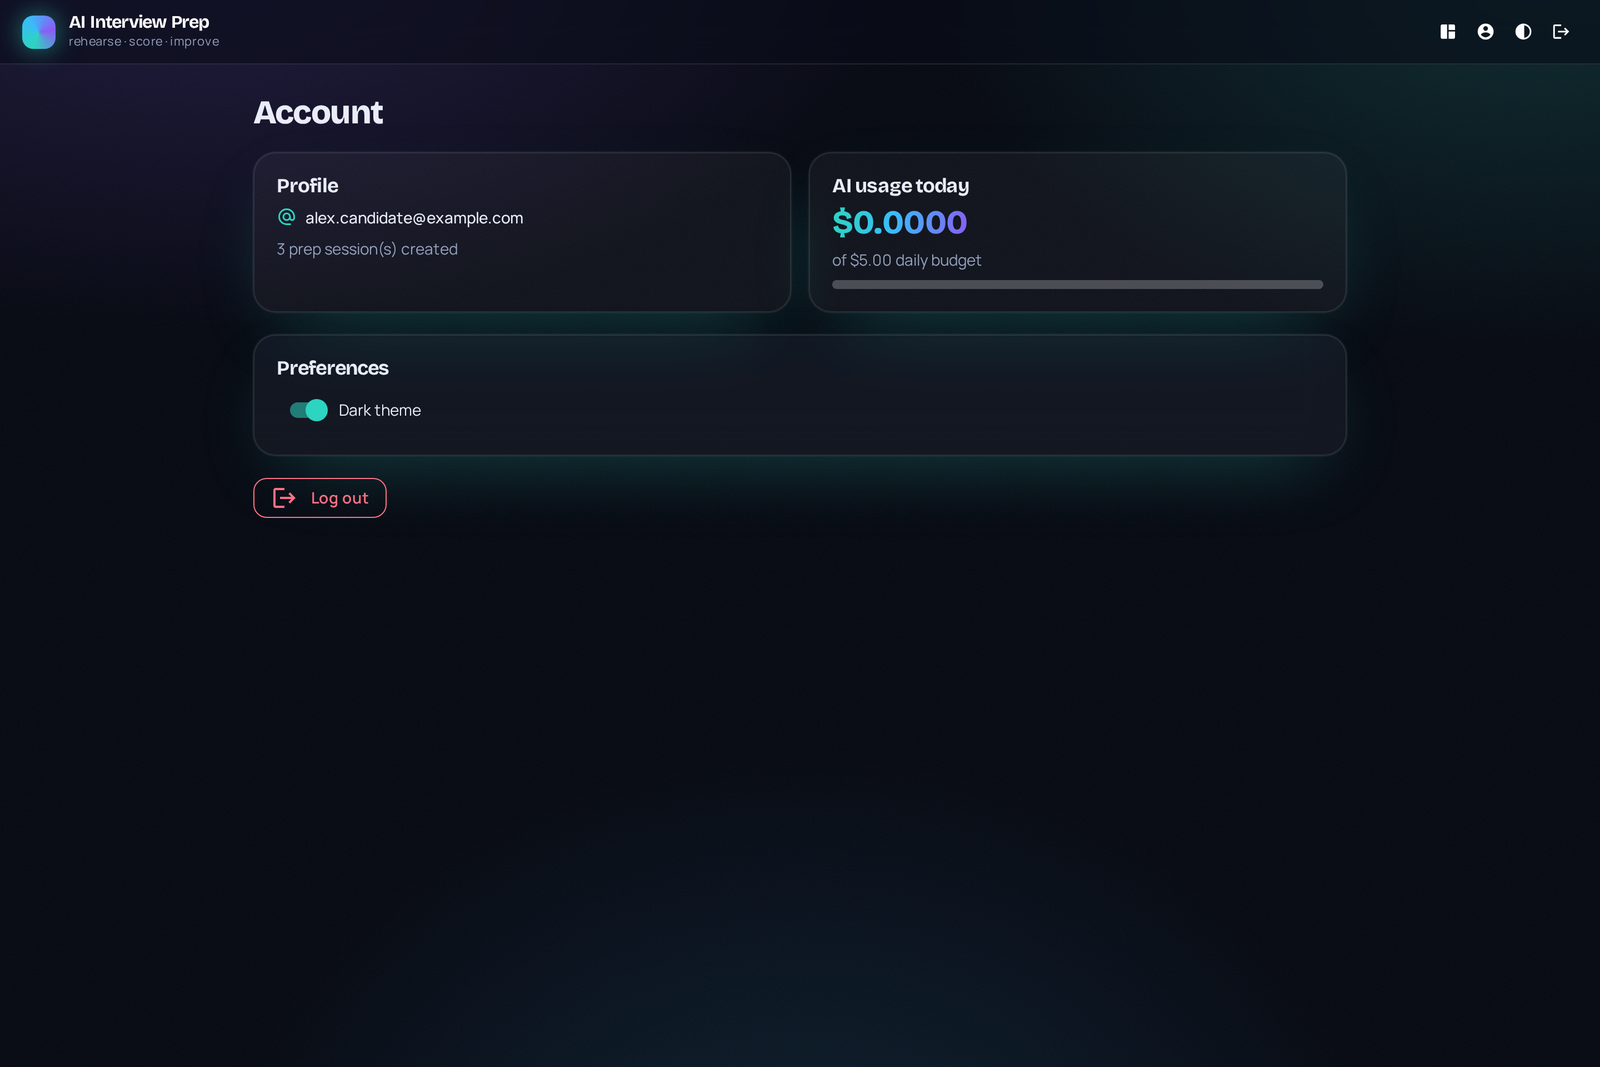 AI Interview Prep
rehearse · score · improve
Account
Profile
alex.candidate@example.com
3 prep session(s) created
AI usage today
$0.0000
of $5.00 daily budget
Preferences
Dark theme
Log out